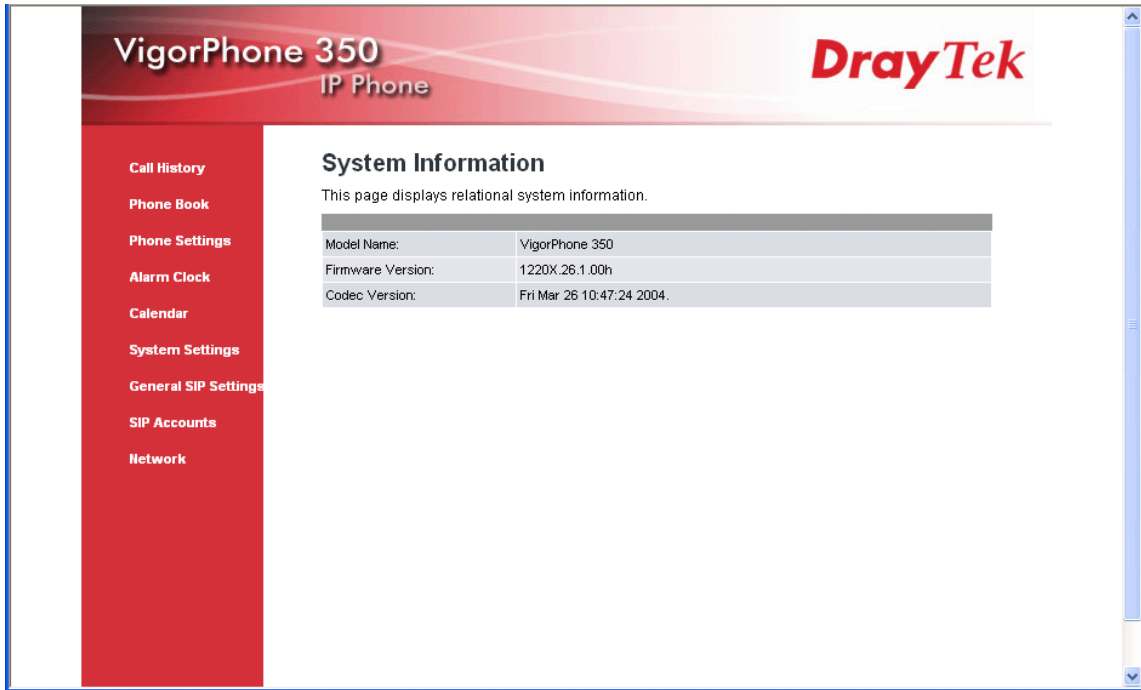 VigorPhone 350
IP Phone
DrayTek
Call History
Phone Book
Phone Settings
Alarm Clock
Calendar
System Settings
General SIP Settings
SIP Accounts
Network
System Information
This page displays relational system information.
Model Name: VigorPhone 350
Firmware Version: 1220X.26.1.00h
Codec Version: Fri Mar 26 10:47:24 2004.